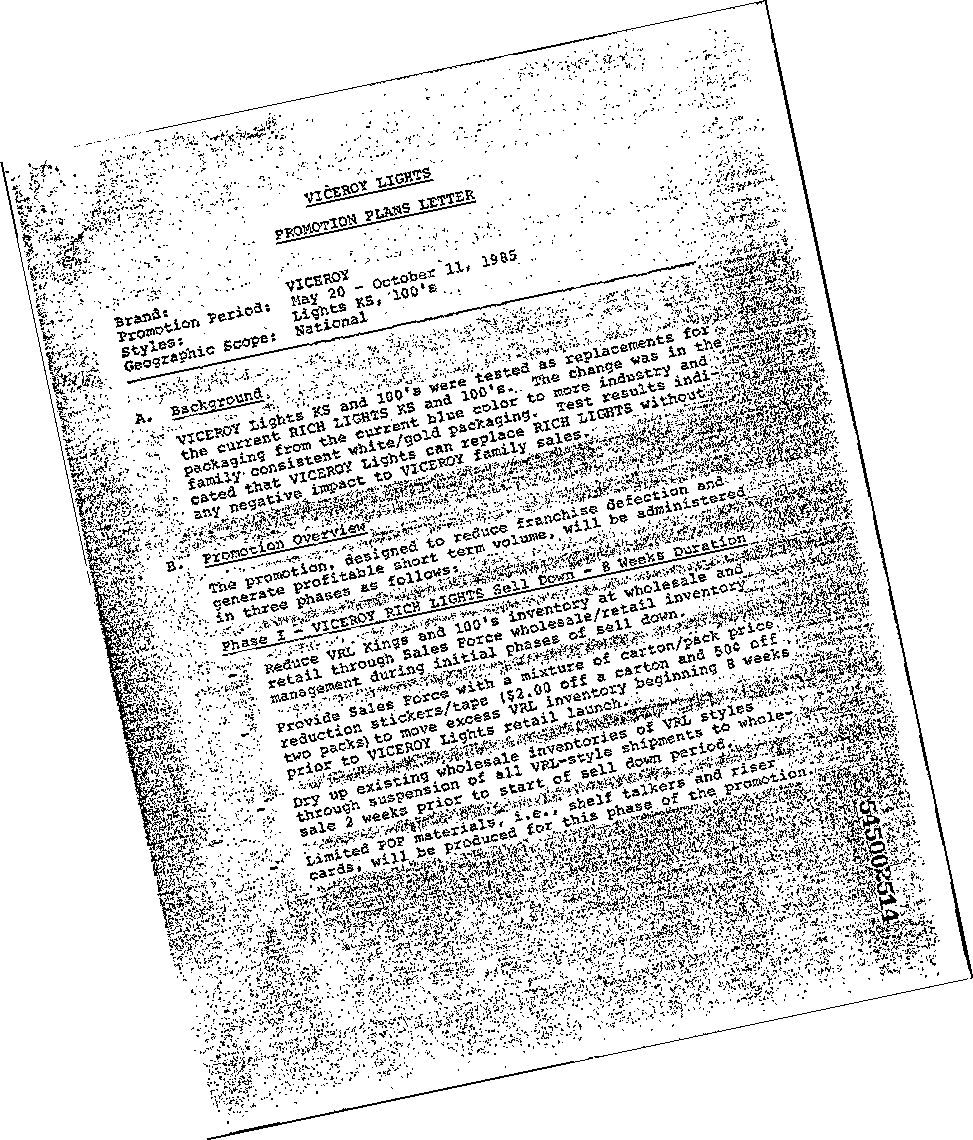 VICEROY LIGHTS
PROMOTION PLANS LETTER
Brand: VICEROY
Promotion Period: May 20 - October 11, 1985
Styles: Lights KS, 100's
Geographic Scope: National
A. Background
VICEROY Lights KS and 100's were tested as replacements for
the current RICH LIGHTS KS and 100's. The change was in the
packaging from the current blue color to more industry and
family consistent white/gold packaging. Test results indi-
cated that VICEROY Lights can replace RICH LIGHTS without
any negative impact to VICEROY family sales.
B. Promotion Overview
The promotion, designed to reduce franchise defection and
generate profitable short term volume, will be administered
in three phases as follows:
Phase I - VICEROY RICH LIGHTS Sell Down - 8 Weeks Duration
- Reduce VRL Kings and 100's inventory at wholesale and
retail through Sales Force wholesale/retail inventory
management during initial phases of sell down.
- Provide Sales Force with a mixture of carton/pack price
reduction stickers/tape ($2.00 off a carton and 50¢ off
two packs) to move excess VRL inventory beginning 8 weeks
prior to VICEROY Lights retail launch.
- Dry up existing wholesale inventories of VRL styles
through suspension of all VRL-style shipments to whole-
sale 2 weeks prior to start of sell down period.
- Limited POP materials, i.e., shelf talkers and riser
cards, will be produced for this phase of the promotion.
545002514